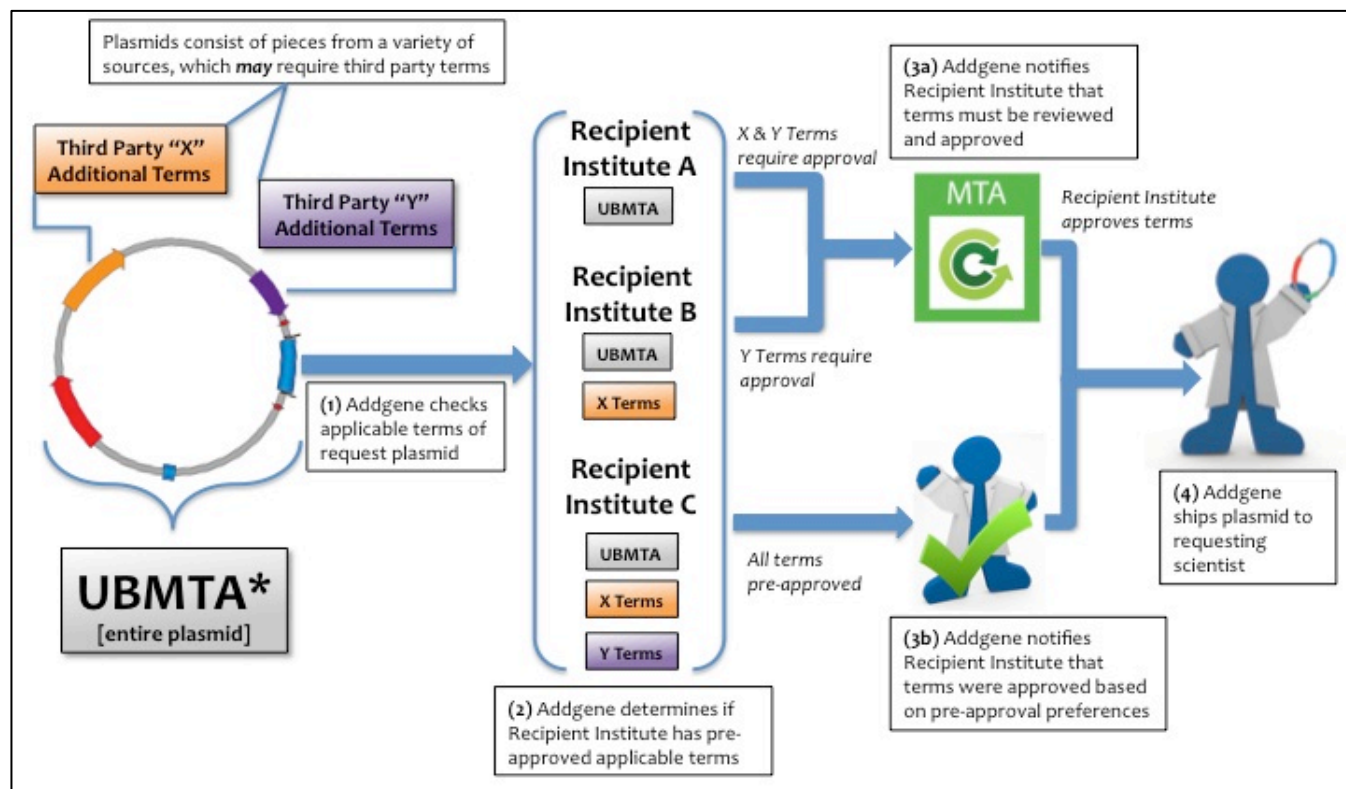 Plasmids consist of pieces from a variety of
sources, which may require third party terms
Third Party “X”
Additional Terms
Third Party “Y”
Additional Terms
UBMTA*
[entire plasmid]
(1) Addgene checks
applicable terms of
request plasmid
Recipient
Institute A
UBMTA
Recipient
Institute B
UBMTA
X Terms
Recipient
Institute C
UBMTA
X Terms
Y Terms
(2) Addgene determines if
Recipient Institute has pre-
approved applicable terms
X & Y Terms
require approval
Y Terms require
approval
All terms
pre-approved
(3a) Addgene notifies
Recipient Institute that
terms must be reviewed
and approved
MTA
Recipient Institute
approves terms
(3b) Addgene notifies
Recipient Institute that
terms were approved based
on pre-approval preferences
(4) Addgene
ships plasmid to
requesting
scientist